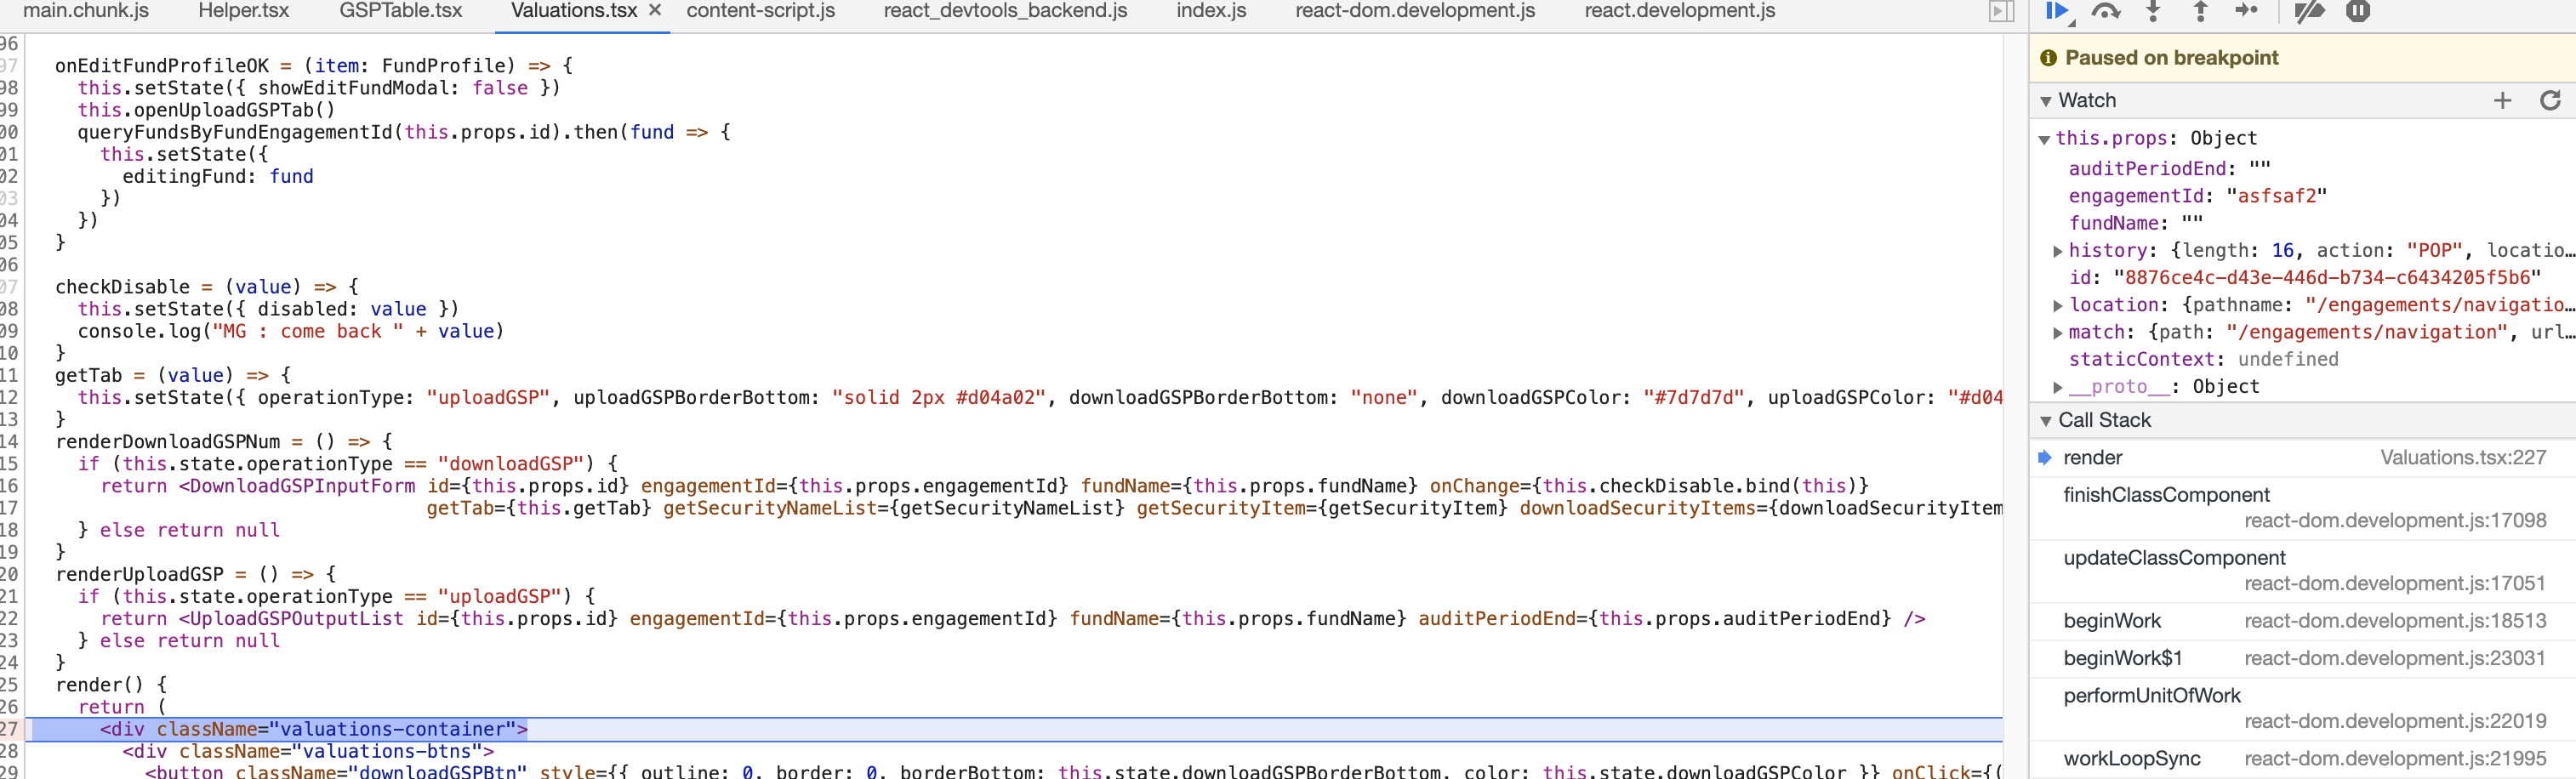 main.chunk.js Helper.tsx GSPTable.tsx Valuations.tsx × content-script.js react_devtools_backend.js index.js react-dom.development.js react.development.js
96
97 onEditFundProfileOK = (item: FundProfile) => {
98 this.setState({ showEditFundModal: false })
99 this.openUploadGSPTab()
00 queryFundsByFundEngagementId(this.props.id).then(fund => {
01 this.setState({
02 editingFund: fund
03 })
04 })
05 }
06
07 checkDisable = (value) => {
08 this.setState({ disabled: value })
09 console.log("MG : come back " + value)
10 }
11 getTab = (value) => {
12 this.setState({ operationType: "uploadGSP", uploadGSPBorderBottom: "solid 2px #d04a02", downloadGSPBorderBottom: "none", downloadGSPColor: "#7d7d7d", uploadGSPColor: "#d04
13 }
14 renderDownloadGSPNum = () => {
15 if (this.state.operationType == "downloadGSP") {
16 return <DownloadGSPInputForm id={this.props.id} engagementId={this.props.engagementId} fundName={this.props.fundName} onChange={this.checkDisable.bind(this)}
17 getTab={this.getTab} getSecurityNameList={getSecurityNameList} getSecurityItem={getSecurityItem} downloadSecurityItems={downloadSecurityItem
18 } else return null
19 }
20 renderUploadGSP = () => {
21 if (this.state.operationType == "uploadGSP") {
22 return <UploadGSPOutputList id={this.props.id} engagementId={this.props.engagementId} fundName={this.props.fundName} auditPeriodEnd={this.props.auditPeriodEnd} />
23 } else return null
24 }
25 render() {
26 return (
27 <div className="valuations-container">
28 <div className="valuations-btns">
29 <button className="downloadGSPBtn" style={{ outline: 0, border: 0, borderBottom: this.state.downloadGSPBorderBottom, color: this.state.downloadGSPColor }} onClick={(
Paused on breakpoint
Watch
this.props: Object
auditPeriodEnd: ""
engagementId: "asfsaf2"
fundName: ""
history: {length: 16, action: "POP", locatio…
id: "8876ce4c-d43e-446d-b734-c6434205f5b6"
location: {pathname: "/engagements/navigatio…
match: {path: "/engagements/navigation", url…
staticContext: undefined
__proto__: Object
Call Stack
render Valuations.tsx:227
finishClassComponent
react-dom.development.js:17098
updateClassComponent
react-dom.development.js:17051
beginWork react-dom.development.js:18513
beginWork$1 react-dom.development.js:23031
performUnitOfWork
react-dom.development.js:22019
workLoopSync react-dom.development.js:21995